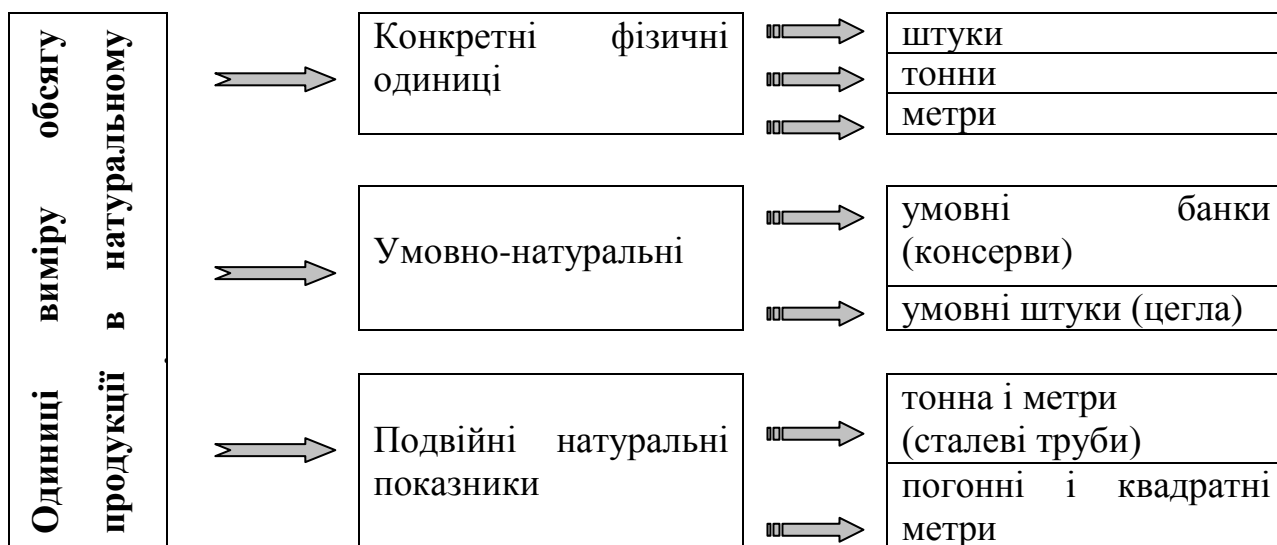 Одиниці виміру обсягу
продукції в натуральному
Конкретні фізичні
одиниці
штуки
тонни
метри
Умовно-натуральні
умовні банки
(консерви)
умовні штуки (цегла)
Подвійні натуральні
показники
тонна і метри
(сталеві труби)
погонні і квадратні
метри